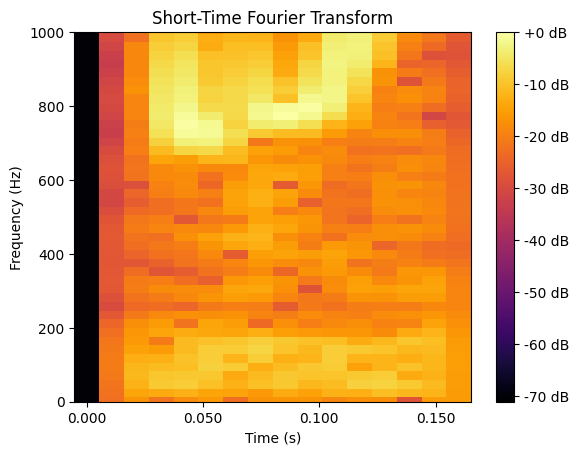 Short-Time Fourier Transform
Frequency (Hz)
1000
800
600
400
200
0
0.000
0.050
0.100
0.150
Time (s)
+0 dB
-10 dB
-20 dB
-30 dB
-40 dB
-50 dB
-60 dB
-70 dB